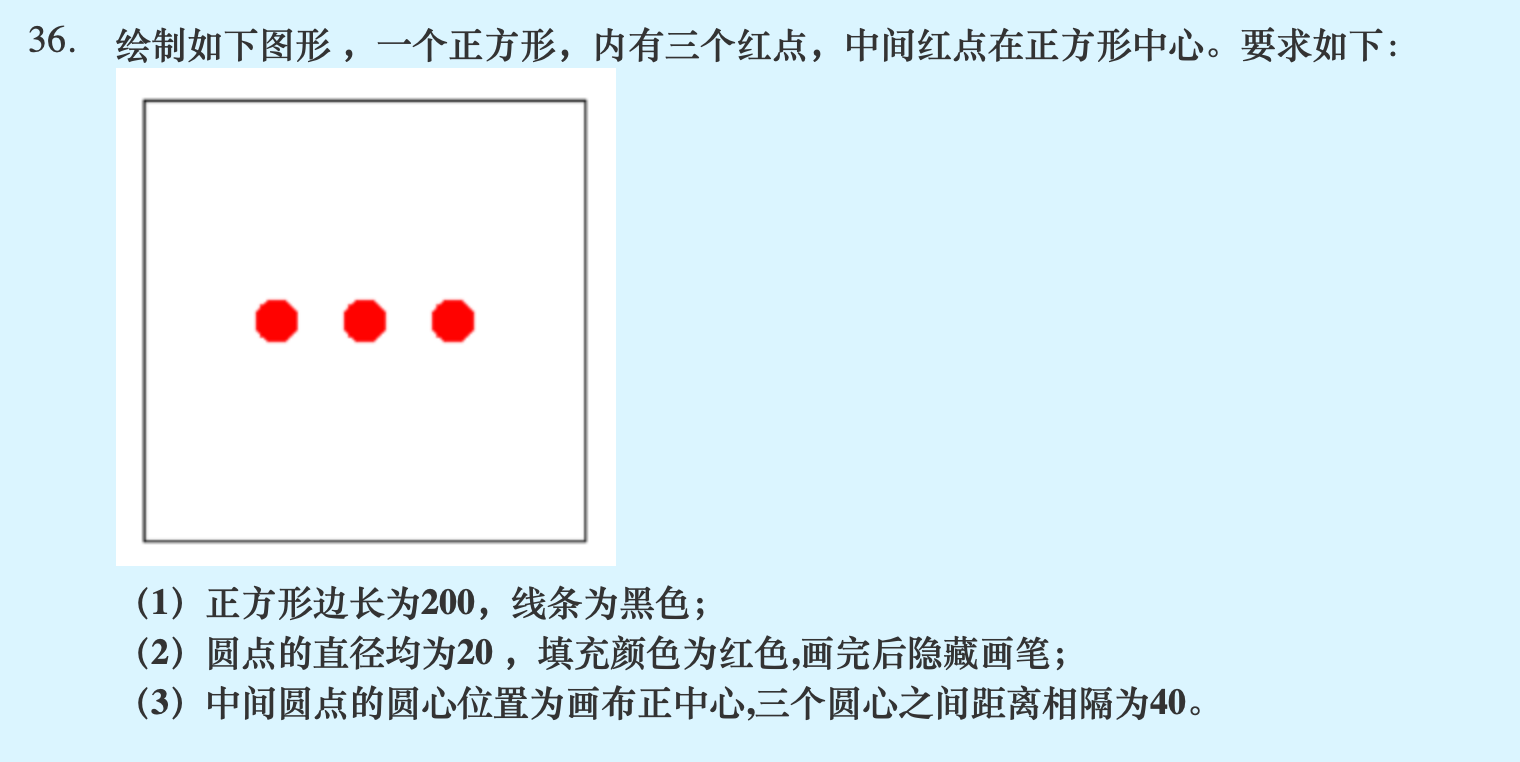 36. 绘制如下图形 ，一个正方形，内有三个红点，中间红点在正方形中心。要求如下：
（1）正方形边长为200，线条为黑色；
（2）圆点的直径均为20 ，填充颜色为红色,画完后隐藏画笔；
（3）中间圆点的圆心位置为画布正中心,三个圆心之间距离相隔为40。